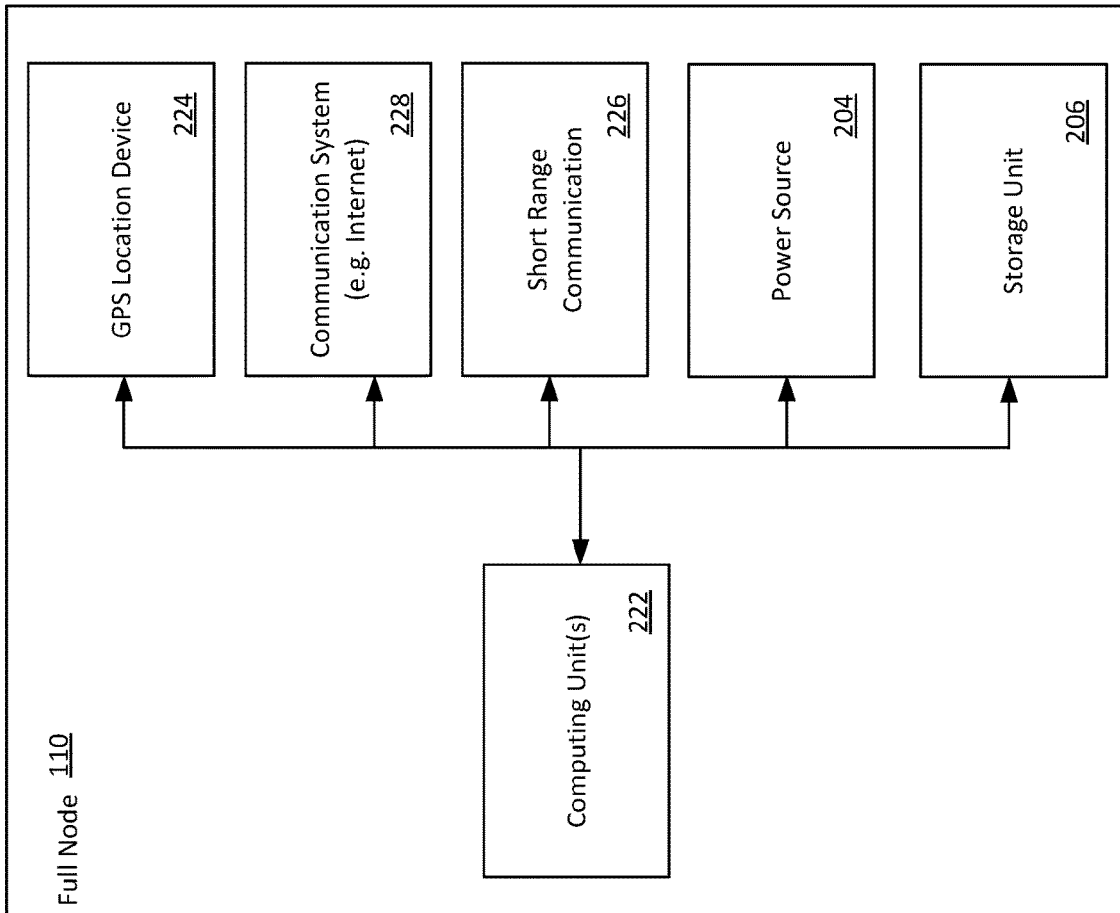 Full Node 110
Computing Unit(s)
222
GPS Location Device
224
Communication System
(e.g. Internet)
228
Short Range
Communication
226
Power Source
204
Storage Unit
206